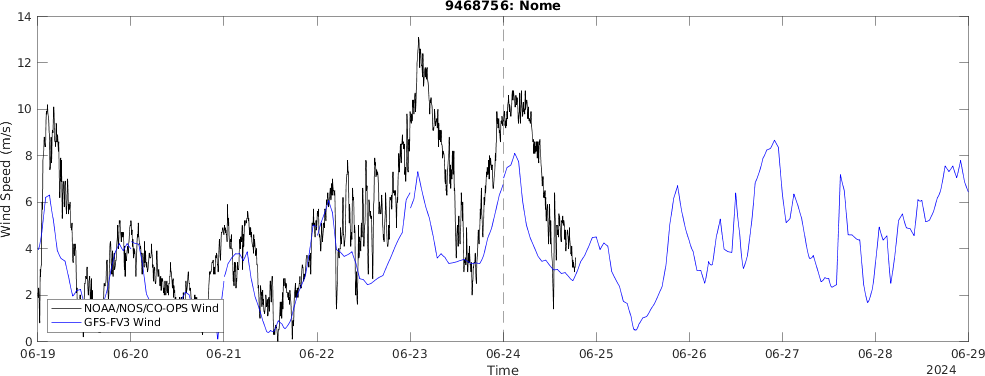 9468756: Nome
14
12
10
8
6
4
2
0
Wind Speed (m/s)
NOAA/NOS/CO-OPS Wind
GFS-FV3 Wind
06-19 06-20 06-21 06-22 06-23 06-24 06-25 06-26 06-27 06-28 06-29
Time
2024